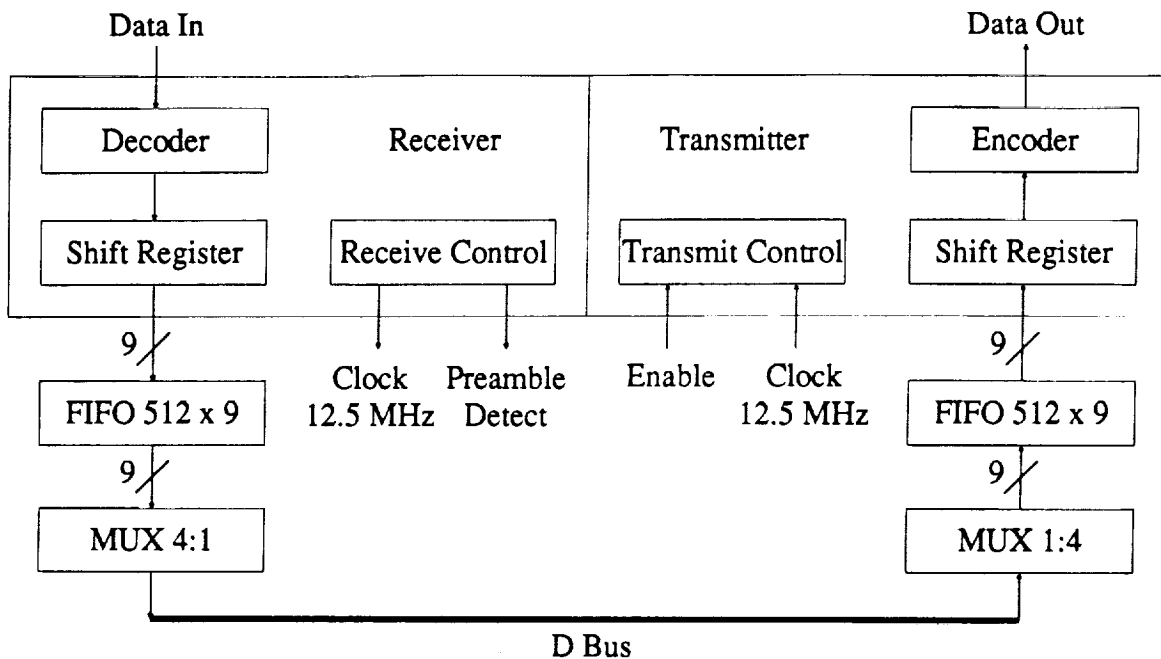 Data In
Data Out
Decoder
Receiver
Transmitter
Encoder
Shift Register
Receive Control
Transmit Control
Shift Register
9
Clock
12.5 MHz
Preamble
Detect
Enable
Clock
12.5 MHz
9
FIFO 512 x 9
FIFO 512 x 9
9
9
MUX 4:1
MUX 1:4
D Bus